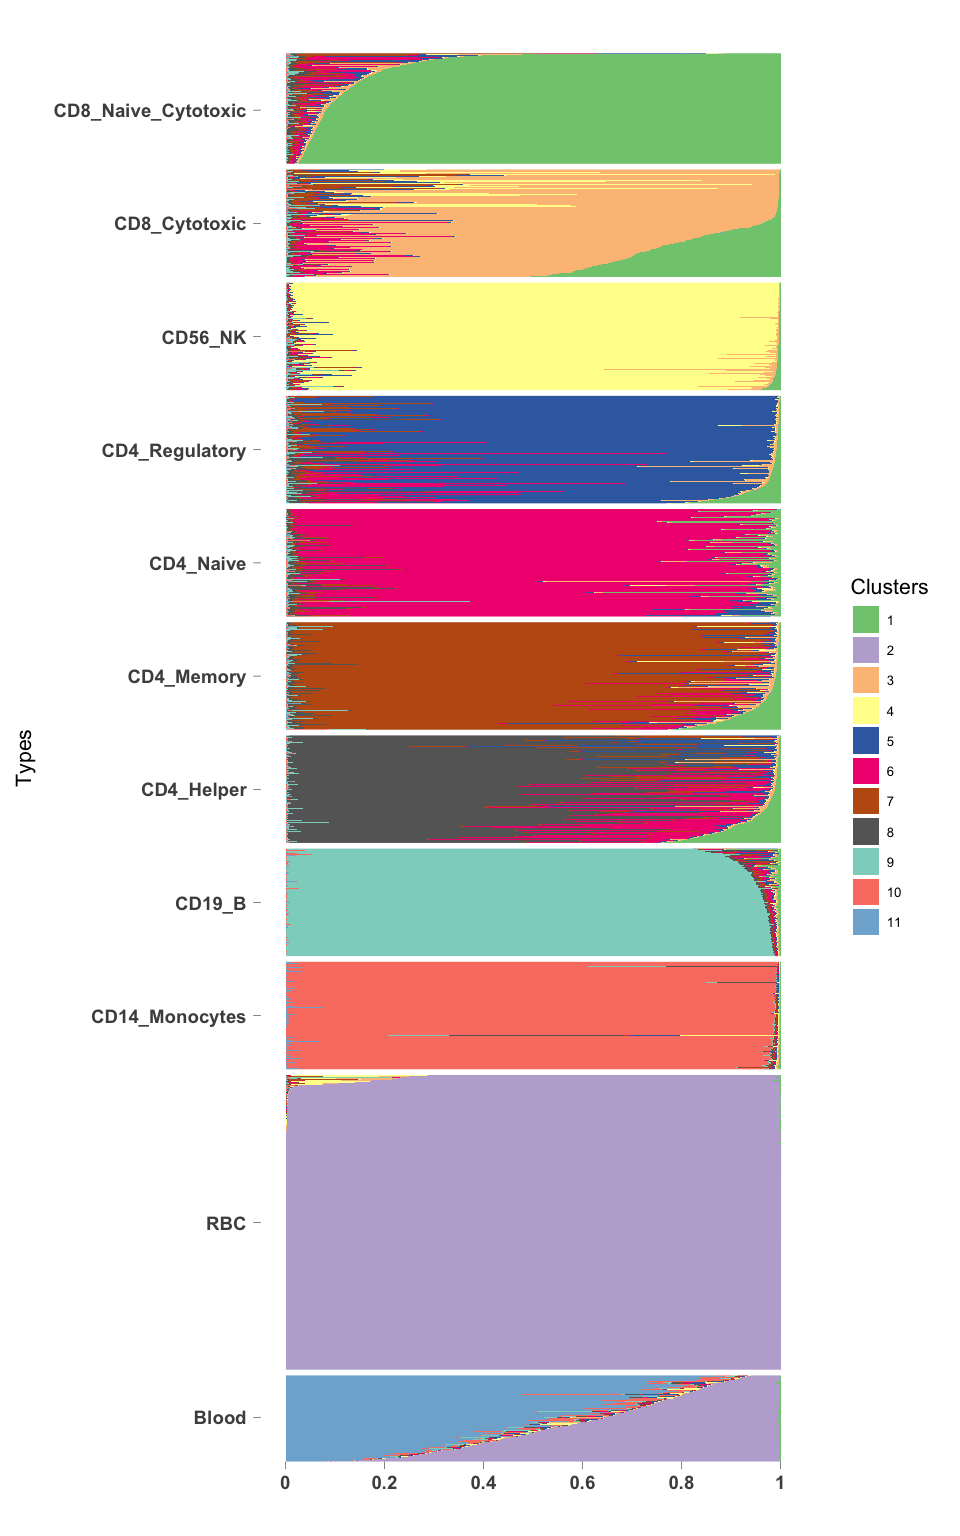 CD8_Naive_Cytotoxic
CD8_Cytotoxic
CD56_NK
CD4_Regulatory
CD4_Naive
CD4_Memory
CD4_Helper
CD19_B
CD14_Monocytes
RBC
Blood
Types
0 0.2 0.4 0.6 0.8 1
Clusters
1
2
3
4
5
6
7
8
9
10
11